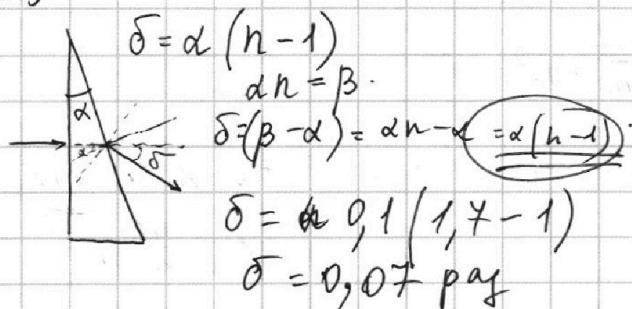 δ = α (n - 1)
αn = β.
α
δ = (β - α) = αn - α = α(n - 1)
δ
δ = 0,1 (1,7 - 1)
δ = 0,07 рад